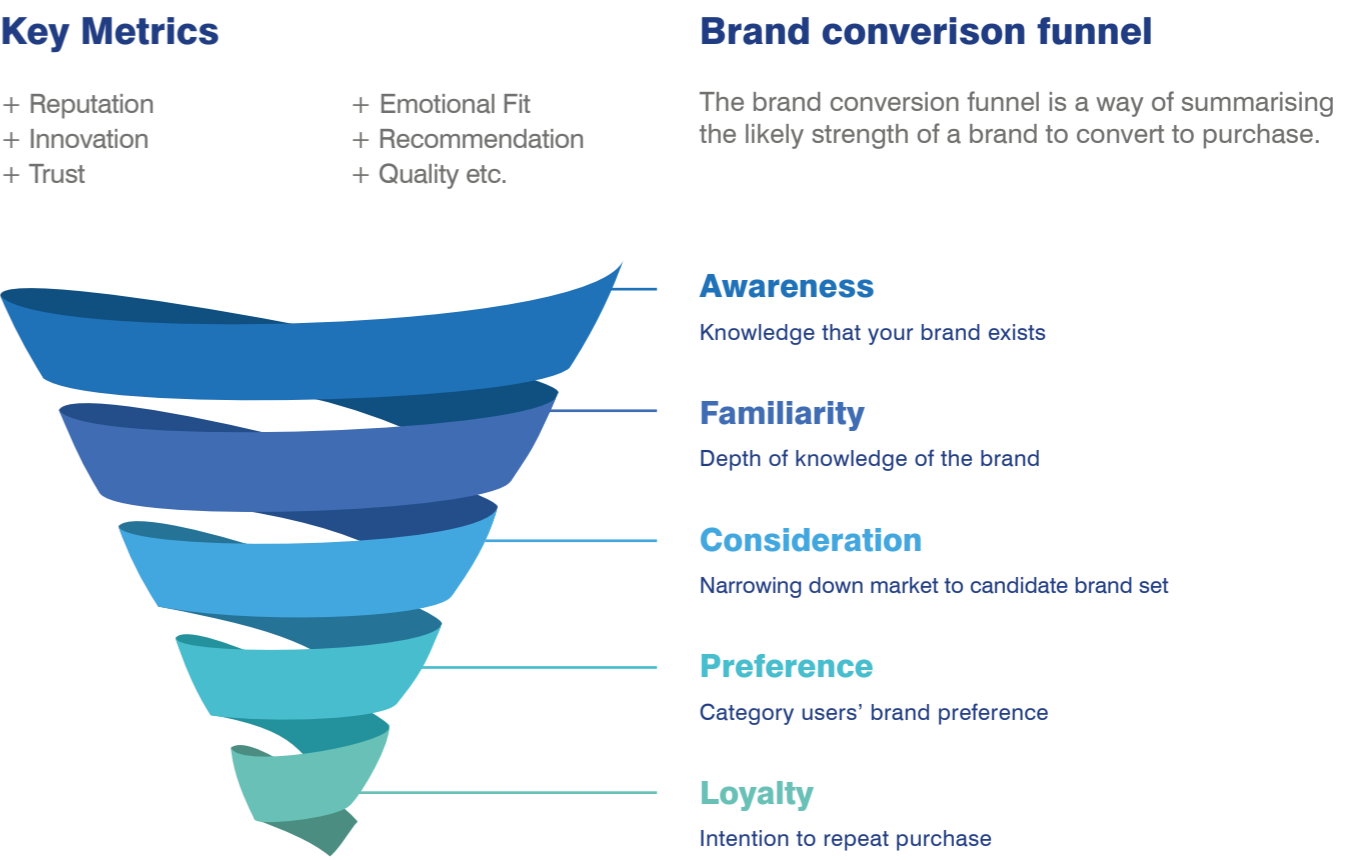 Key Metrics
+ Reputation
+ Innovation
+ Trust
+ Emotional Fit
+ Recommendation
+ Quality etc.
Brand converison funnel
The brand conversion funnel is a way of summarising
the likely strength of a brand to convert to purchase.
Awareness
Knowledge that your brand exists
Familiarity
Depth of knowledge of the brand
Consideration
Narrowing down market to candidate brand set
Preference
Category users’ brand preference
Loyalty
Intention to repeat purchase